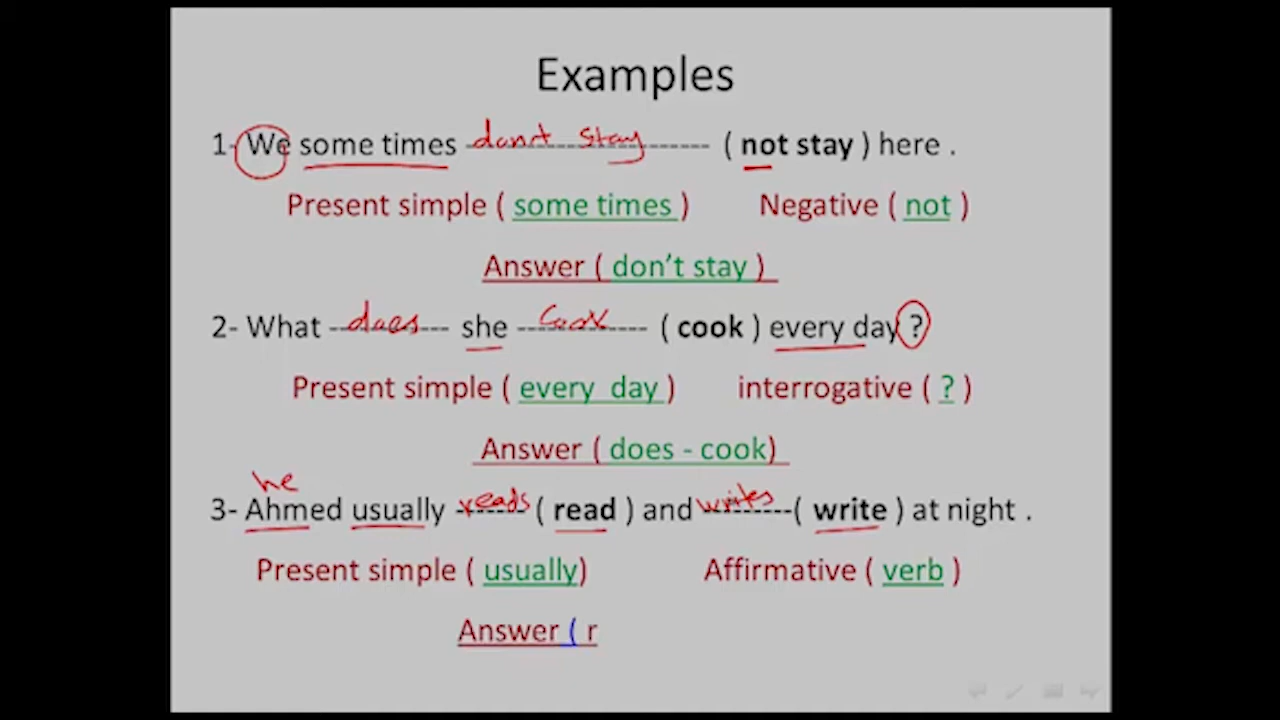 Examples
1- We some times ---------- don't stay ---------- ( not stay ) here .
Present simple ( some times ) Negative ( not )
Answer ( don't stay )
2- What --- does --- she --- cook --- ( cook ) every day ?
Present simple ( every day ) interrogative ( ? )
Answer ( does - cook)
he
3- Ahmed usually --- reads --- ( read ) and --- writes ---( write ) at night .
Present simple ( usually) Affirmative ( verb )
Answer ( r